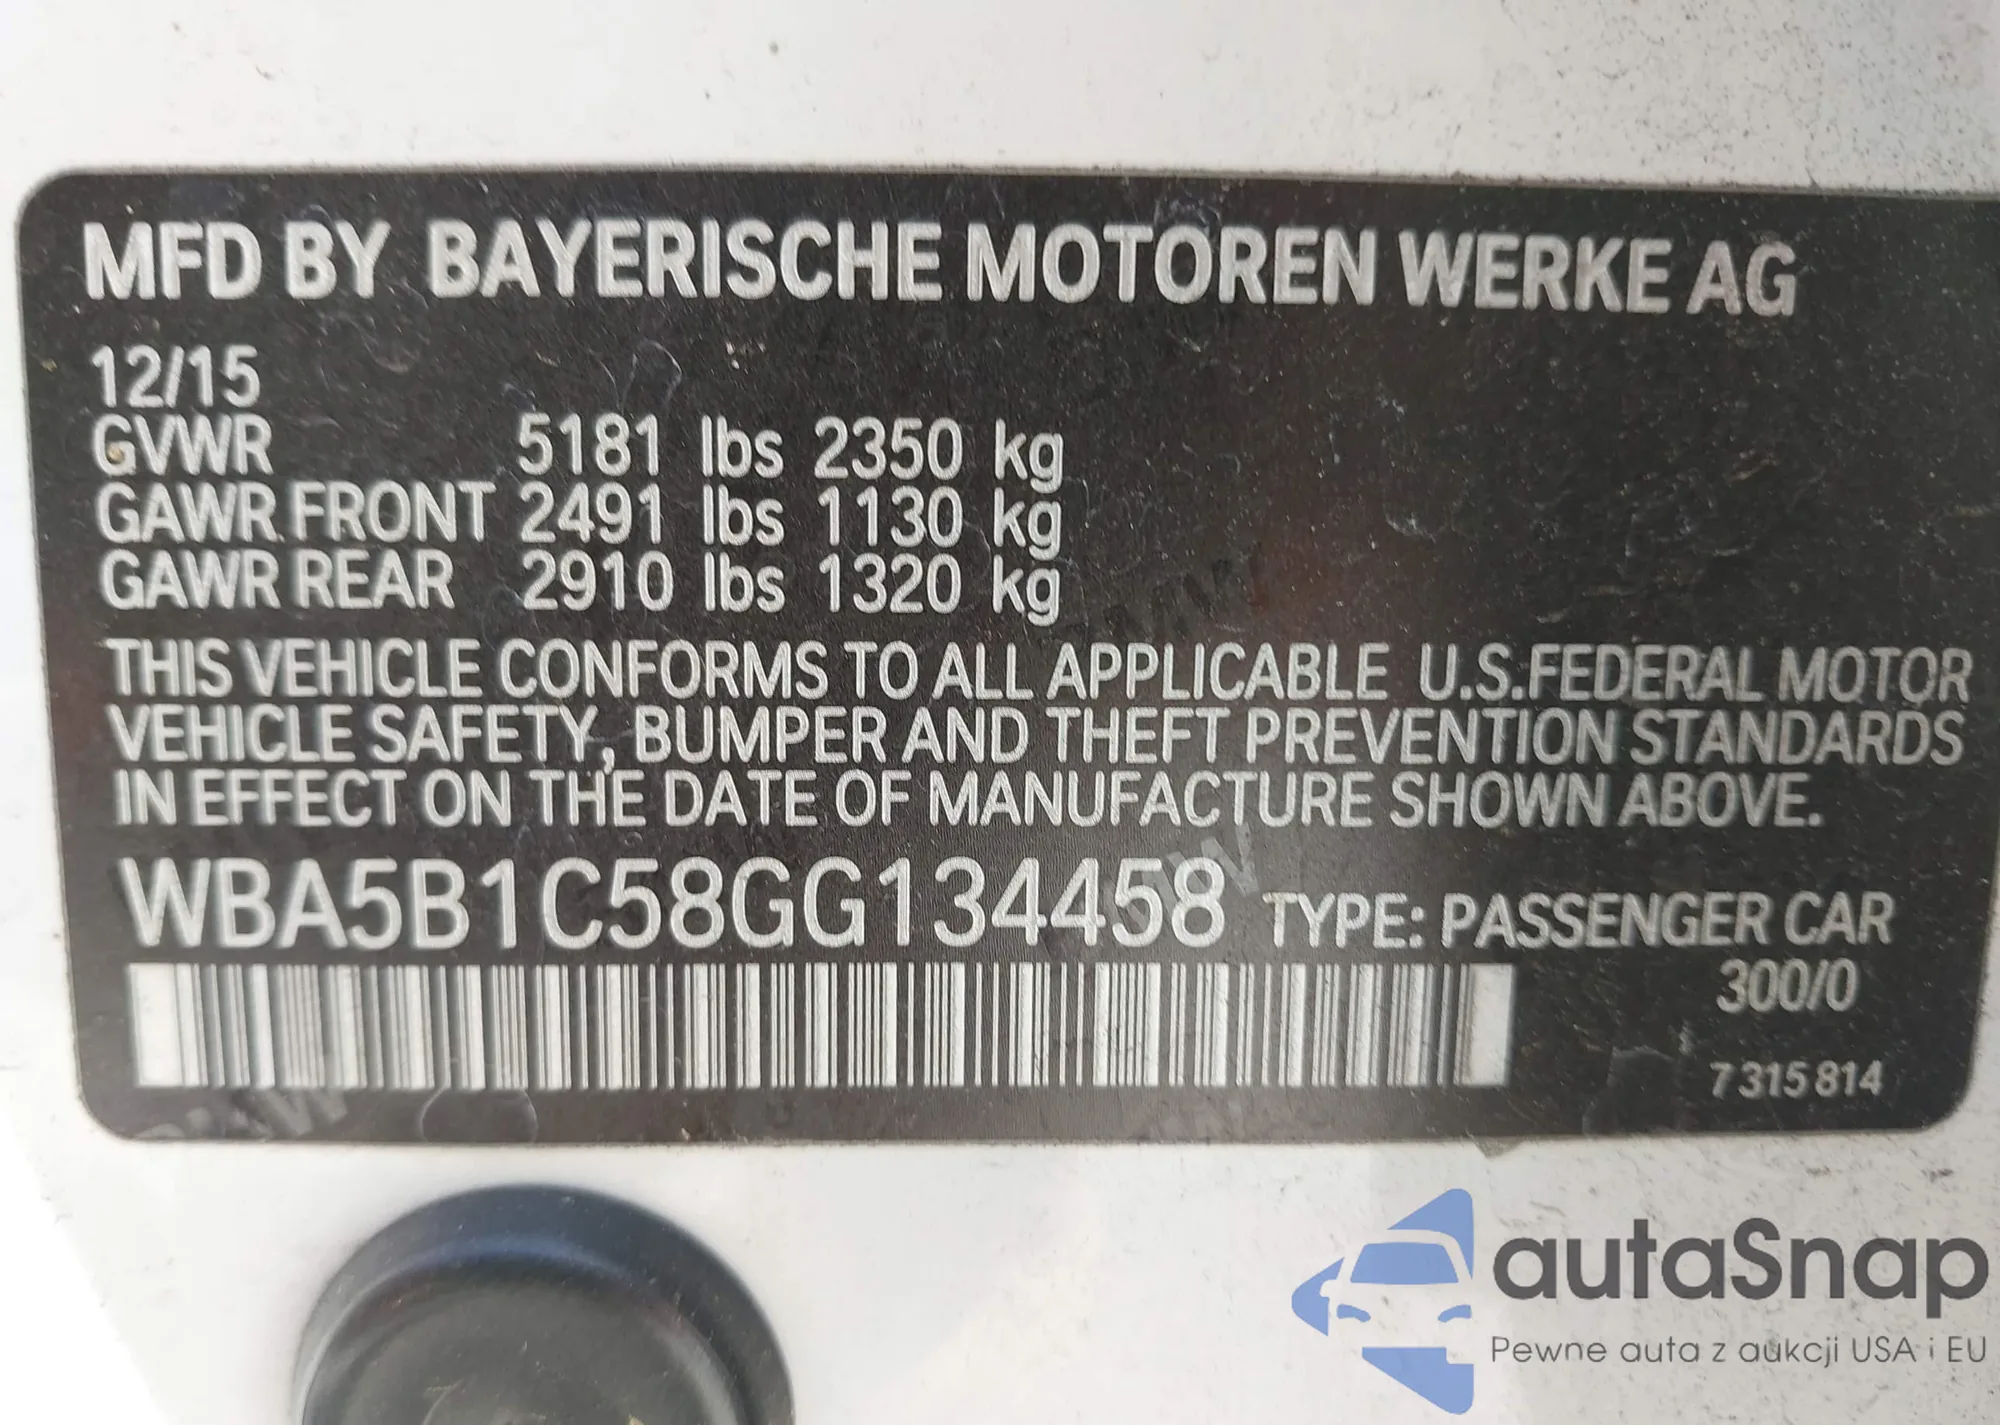 MFD BY BAYERISCHE MOTOREN WERKE AG
12/15
GVWR 5181 lbs 2350 kg
GAWR FRONT 2491 lbs 1130 kg
GAWR REAR 2910 lbs 1320 kg
THIS VEHICLE CONFORMS TO ALL APPLICABLE U.S.FEDERAL MOTOR
VEHICLE SAFETY, BUMPER AND THEFT PREVENTION STANDARDS
IN EFFECT ON THE DATE OF MANUFACTURE SHOWN ABOVE.
WBA5B1C58GG134458 TYPE: PASSENGER CAR
300/0
7 315 814
autaSnap
Pewne auta z aukcji USA i EU